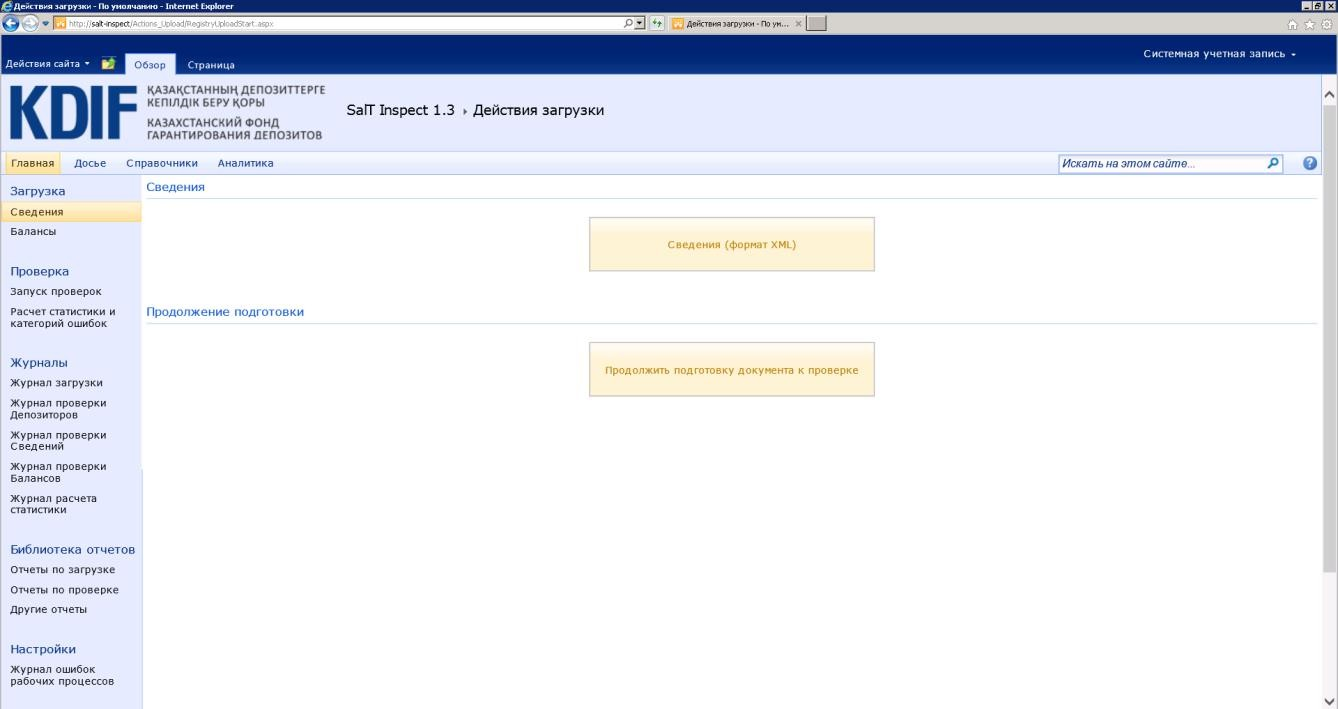 Действия загрузки - По умолчанию - Internet Explorer
http://salt-inspect/Actions_Upload/RegistryUploadStart.aspx
Действия загрузки - По ум...
Системная учетная запись
Действия сайта
Обзор
Страница
KDIF
ҚАЗАҚСТАННЫҢ ДЕПОЗИТТЕРГЕ
КЕПІЛДІК БЕРУ ҚОРЫ
КАЗАХСТАНСКИЙ ФОНД
ГАРАНТИРОВАНИЯ ДЕПОЗИТОВ
SalT Inspect 1.3 Действия загрузки
Главная
Досье
Справочники
Аналитика
Искать на этом сайте...
Загрузка
Сведения
Балансы
Проверка
Запуск проверок
Расчет статистики и
категорий ошибок
Журналы
Журнал загрузки
Журнал проверки
Депозиторов
Журнал проверки
Сведений
Журнал проверки
Балансов
Журнал расчета
статистики
Библиотека отчетов
Отчеты по загрузке
Отчеты по проверке
Другие отчеты
Настройки
Журнал ошибок
рабочих процессов
Сведения
Сведения (формат XML)
Продолжение подготовки
Продолжить подготовку документа к проверке